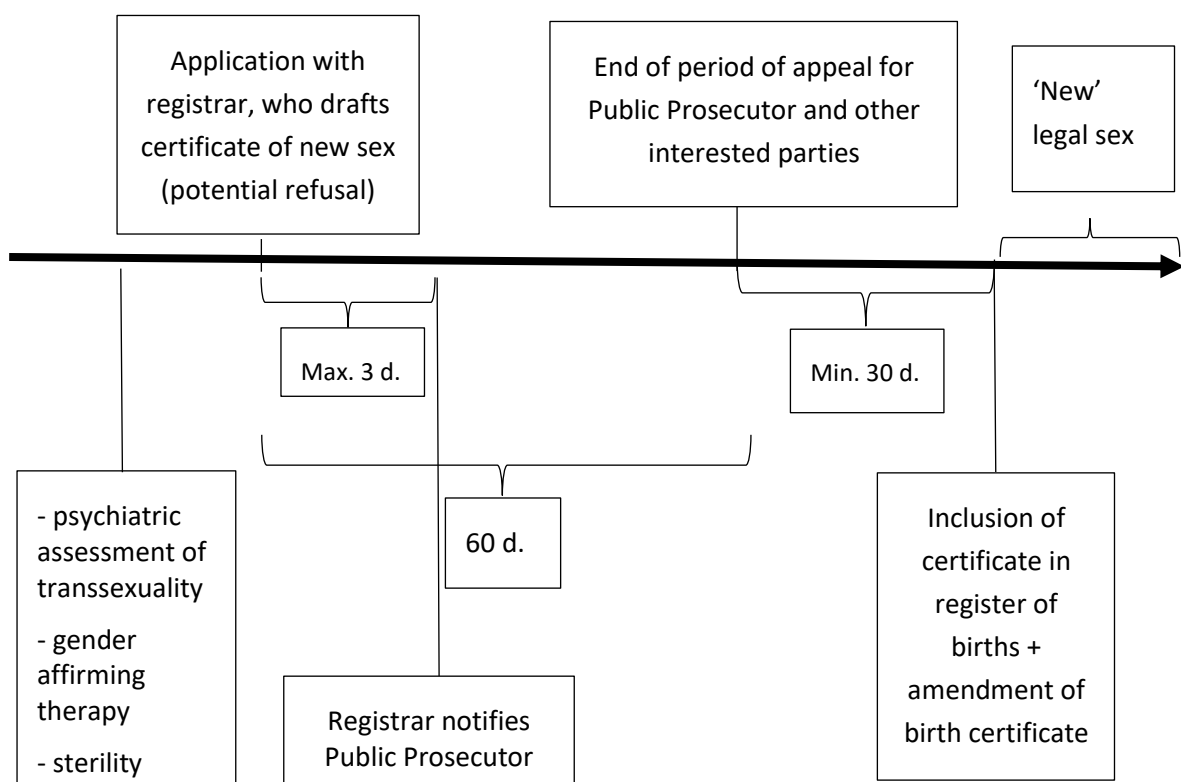 Application with
registrar, who drafts
certificate of new sex
(potential refusal)
End of period of appeal for
Public Prosecutor and other
interested parties
‘New’
legal sex
Max. 3 d.
Min. 30 d.
60 d.
- psychiatric
assessment of
transsexuality
- gender
affirming
therapy
- sterility
Registrar notifies
Public Prosecutor
Inclusion of
certificate in
register of
births +
amendment of
birth certificate